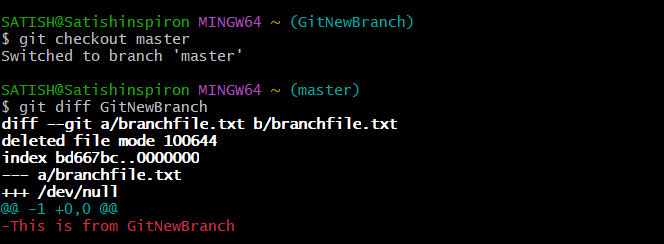 SATISH@Satishinspiron MINGW64 ~ (GitNewBranch)
$ git checkout master
Switched to branch 'master'
SATISH@Satishinspiron MINGW64 ~ (master)
$ git diff GitNewBranch
diff --git a/branchfile.txt b/branchfile.txt
deleted file mode 100644
index bd667bc..0000000
--- a/branchfile.txt
+++ /dev/null
@@ -1 +0,0 @@
-This is from GitNewBranch